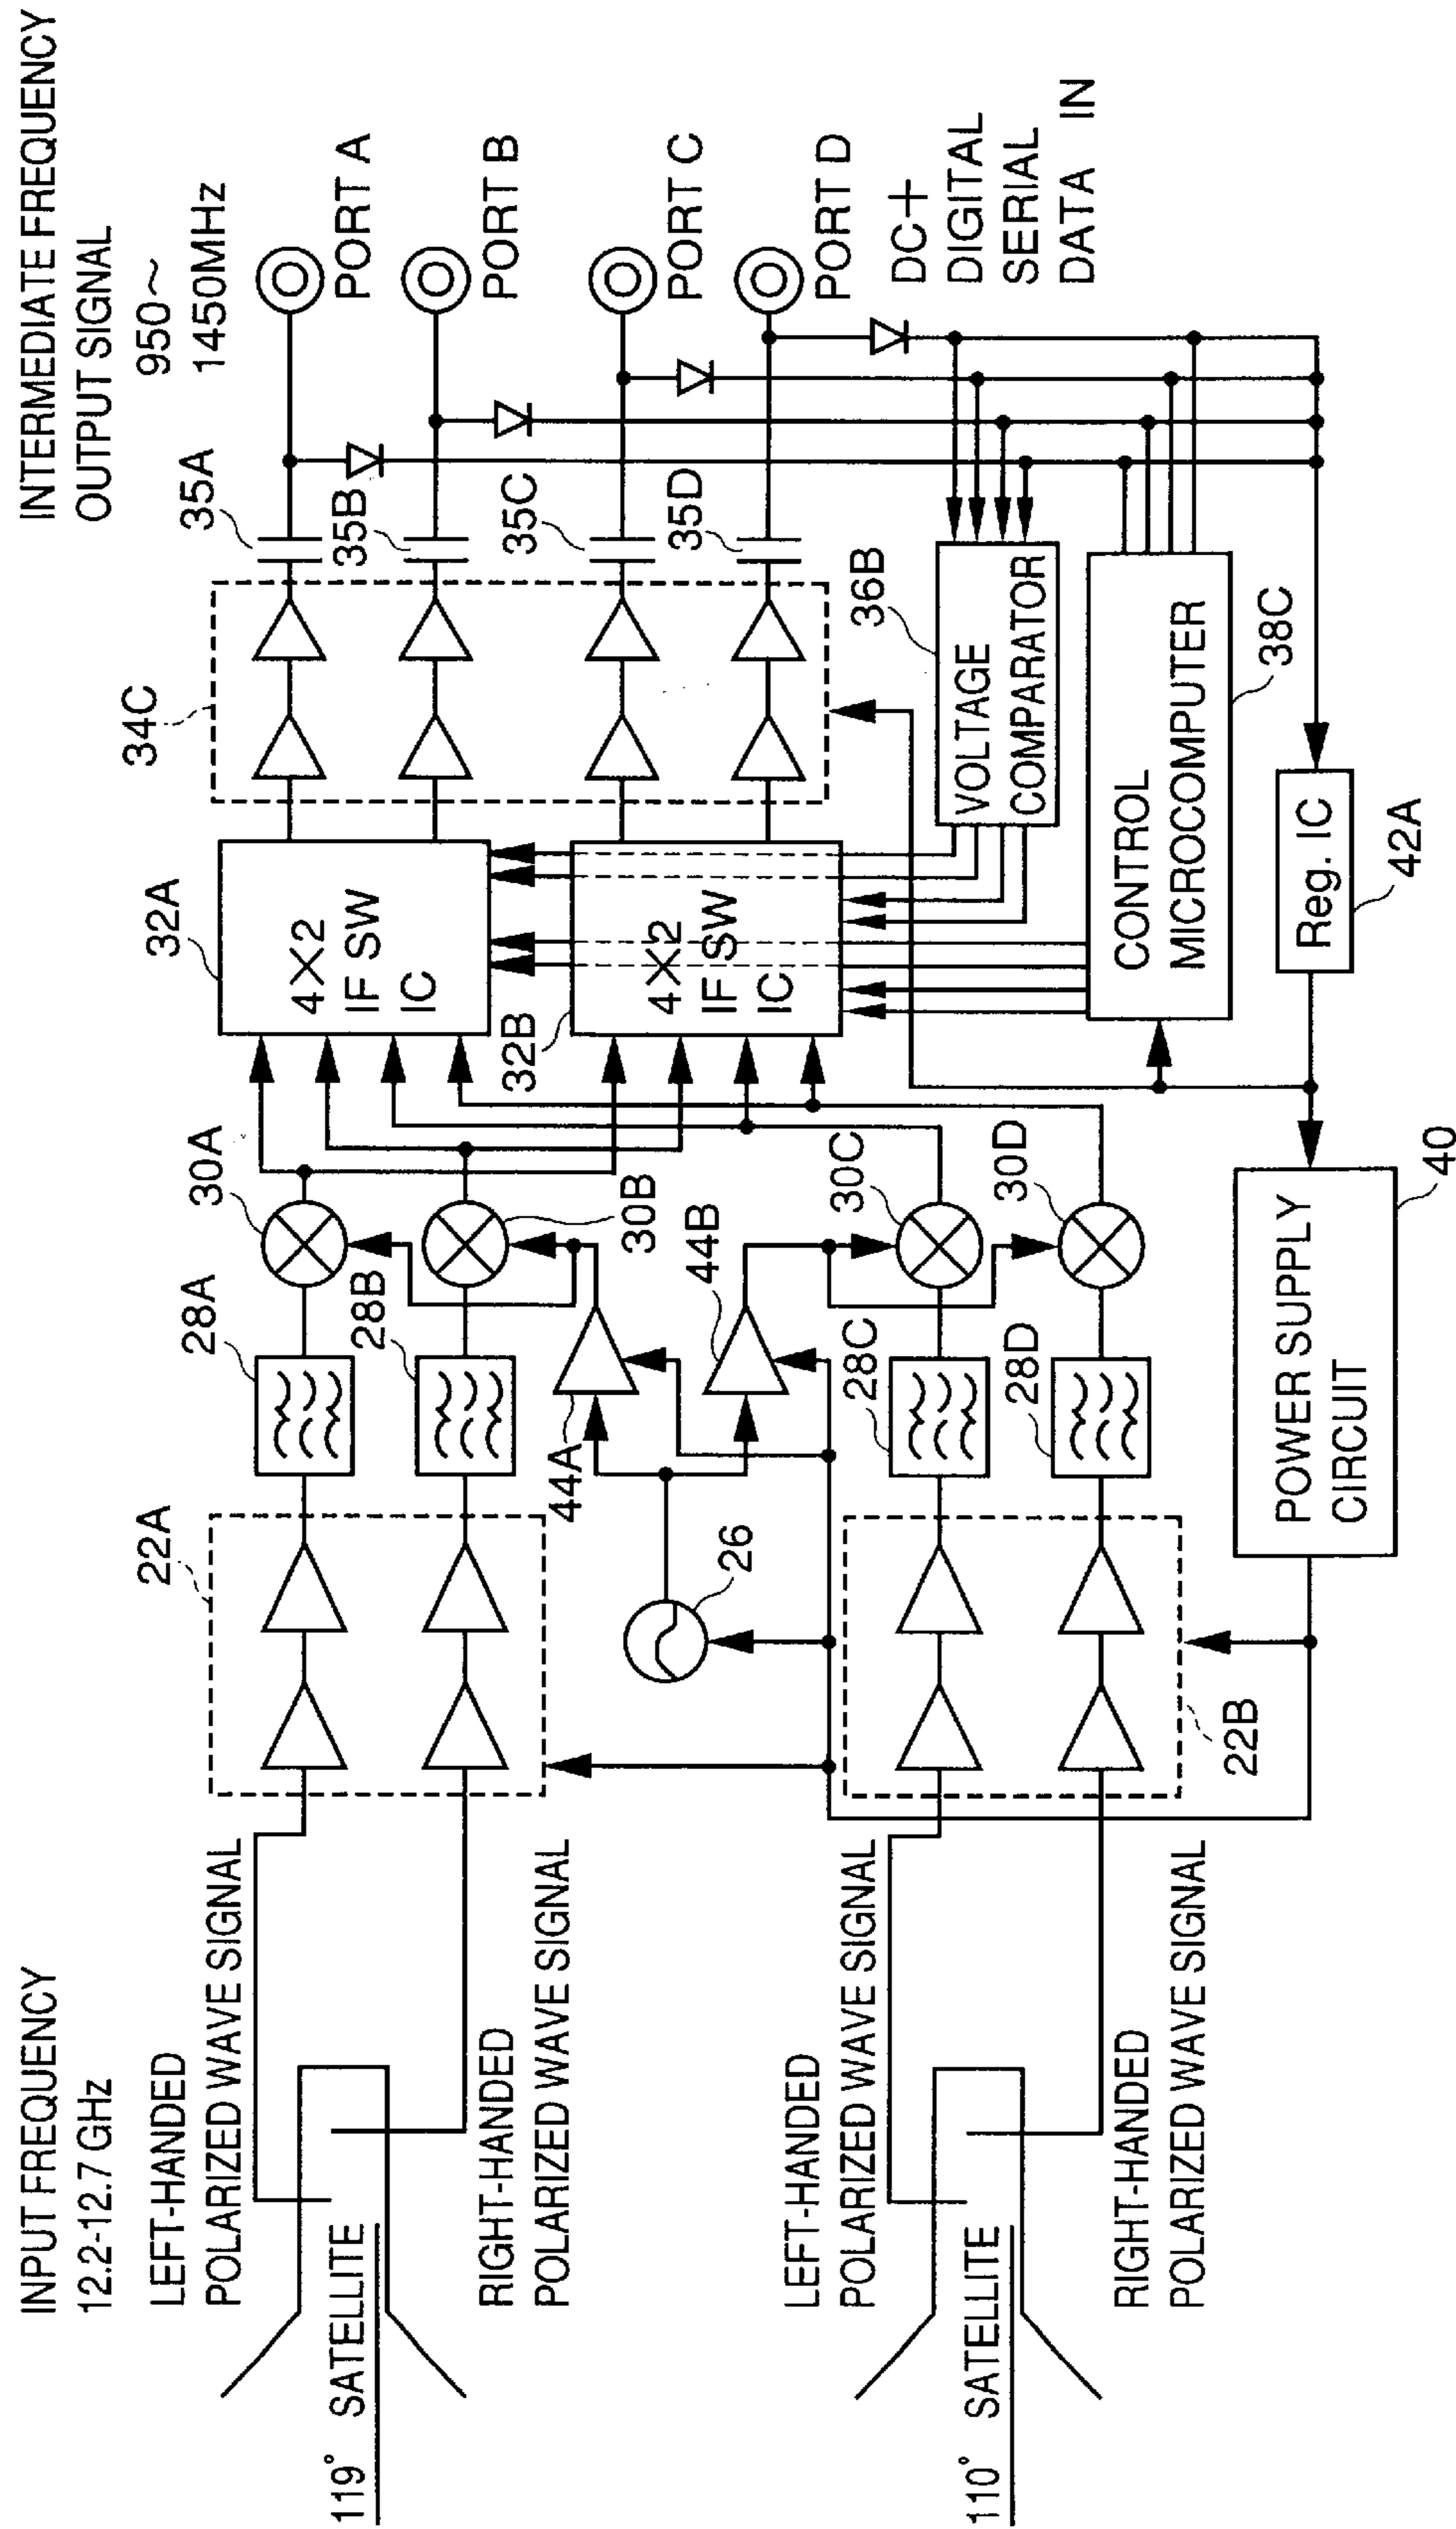 INPUT FREQUENCY
12.2-12.7 GHz
INTERMEDIATE FREQUENCY
OUTPUT SIGNAL
950~
1450MHz
LEFT-HANDED
POLARIZED WAVE SIGNAL
119° SATELLITE
RIGHT-HANDED
POLARIZED WAVE SIGNAL
22A
28A
28B
30A
30B
32A
4×2
IF SW
IC
34C
35A
35B
35C
35D
PORT A
PORT B
PORT C
PORT D
DC+
DIGITAL
SERIAL
DATA IN
26
44A
44B
32B
4×2
IF SW
IC
36B
VOLTAGE
COMPARATOR
LEFT-HANDED
POLARIZED WAVE SIGNAL
110° SATELLITE
RIGHT-HANDED
POLARIZED WAVE SIGNAL
22B
28C
28D
30C
30D
CONTROL
MICROCOMPUTER
38C
POWER SUPPLY
CIRCUIT
40
Reg. IC
42A